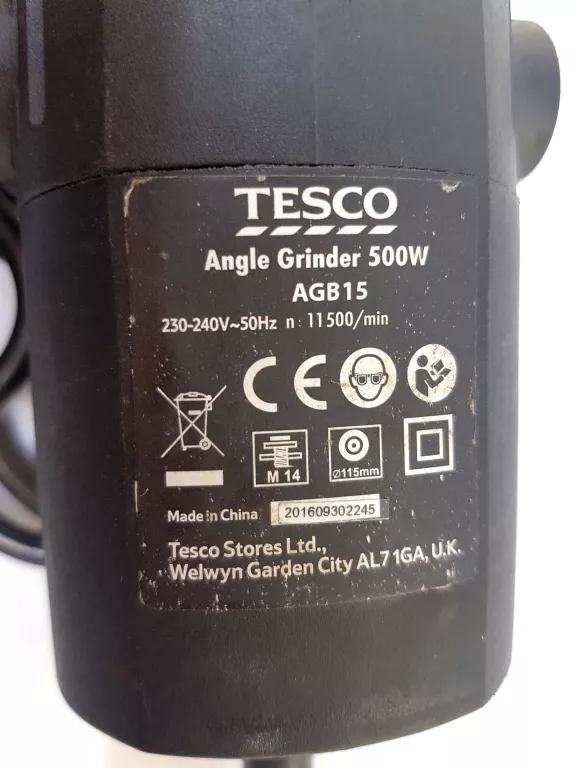 TESCO
Angle Grinder 500W
AGB15
230-240V~50Hz n: 11500/min
CE
M 14
Ø115mm
Made in China 201609302245
Tesco Stores Ltd.,
Welwyn Garden City AL7 1GA, U.K.